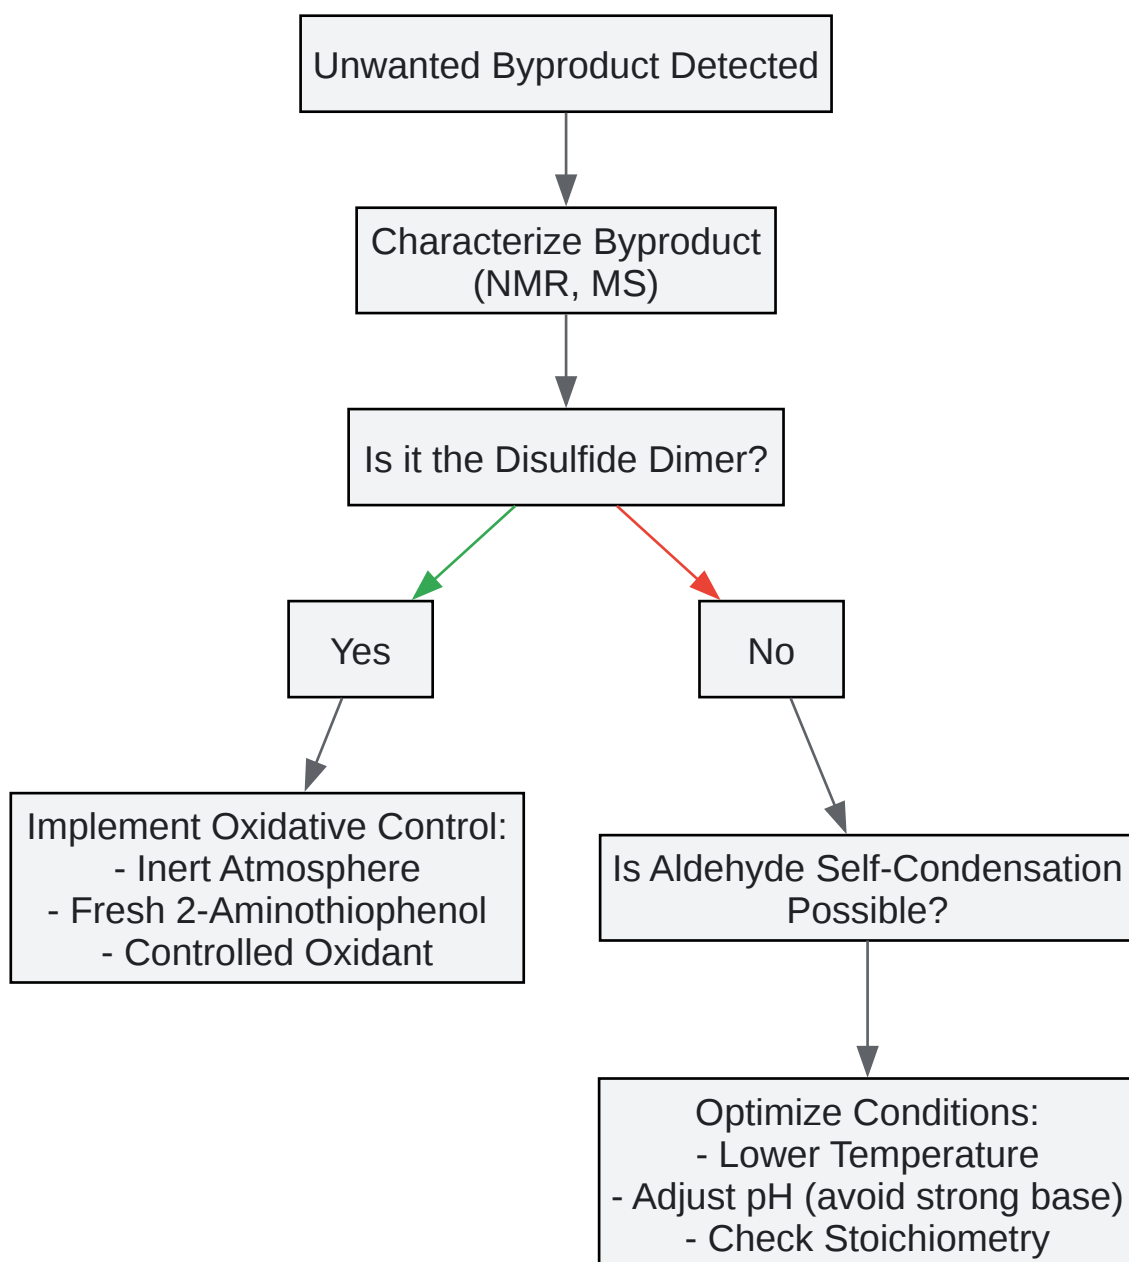 Unwanted Byproduct Detected
Characterize Byproduct
(NMR, MS)
Is it the Disulfide Dimer?
Yes
No
Implement Oxidative Control:
- Inert Atmosphere
- Fresh 2-Aminothiophenol
- Controlled Oxidant
Is Aldehyde Self-Condensation
Possible?
Optimize Conditions:
- Lower Temperature
- Adjust pH (avoid strong base)
- Check Stoichiometry